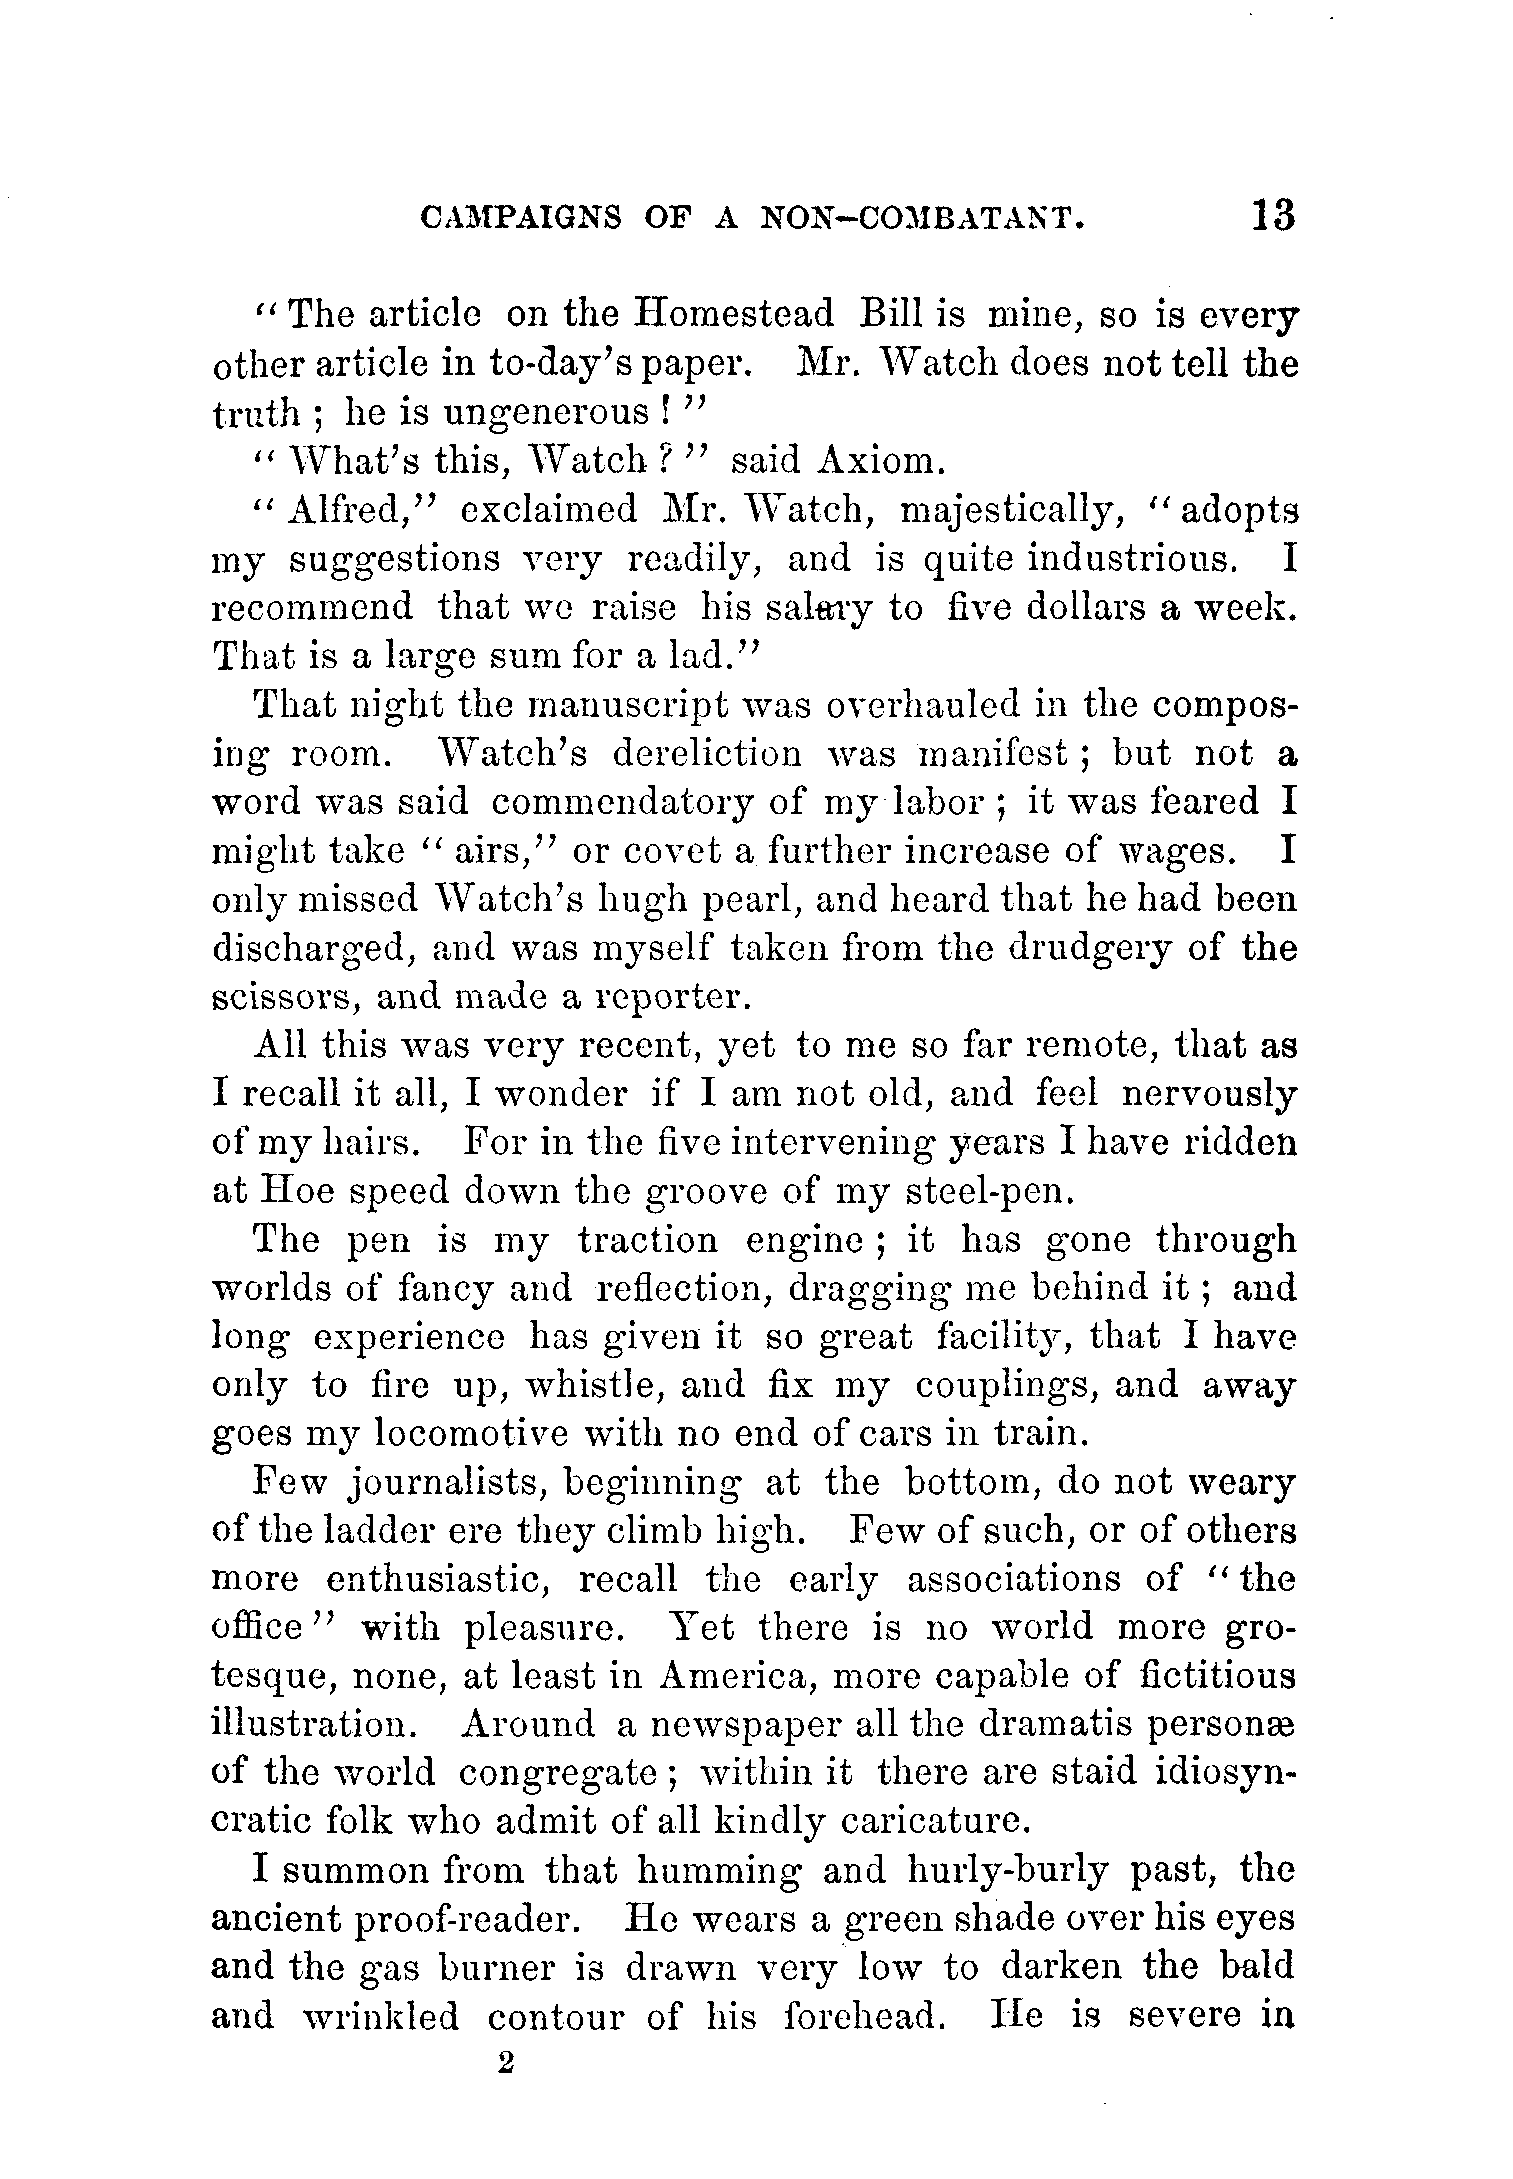 CAMPAIGNS OF A NON-COMBATANT. 13
"The article on the Homestead Bill is mine, so is every
other article in to-day's paper. Mr. Watch does not tell the
truth; he is ungenerous!"
"What's this, Watch?" said Axiom.
"Alfred," exclaimed Mr. Watch, majestically, "adopts
my suggestions very readily, and is quite industrious. I
recommend that we raise his salary to five dollars a week.
That is a large sum for a lad."
That night the manuscript was overhauled in the compos-
ing room. Watch's dereliction was manifest; but not a
word was said commendatory of my labor; it was feared I
might take "airs," or covet a further increase of wages. I
only missed Watch's hugh pearl, and heard that he had been
discharged, and was myself taken from the drudgery of the
scissors, and made a reporter.
All this was very recent, yet to me so far remote, that as
I recall it all, I wonder if I am not old, and feel nervously
of my hairs. For in the five intervening years I have ridden
at Hoe speed down the groove of my steel-pen.
The pen is my traction engine; it has gone through
worlds of fancy and reflection, dragging me behind it; and
long experience has given it so great facility, that I have
only to fire up, whistle, and fix my couplings, and away
goes my locomotive with no end of cars in train.
Few journalists, beginning at the bottom, do not weary
of the ladder ere they climb high. Few of such, or of others
more enthusiastic, recall the early associations of "the
office" with pleasure. Yet there is no world more gro-
tesque, none, at least in America, more capable of fictitious
illustration. Around a newspaper all the dramatis personæ
of the world congregate; within it there are staid idiosyn-
cratic folk who admit of all kindly caricature.
I summon from that humming and hurly-burly past, the
ancient proof-reader. He wears a green shade over his eyes
and the gas burner is drawn very low to darken the bald
and wrinkled contour of his forehead. He is severe in
2